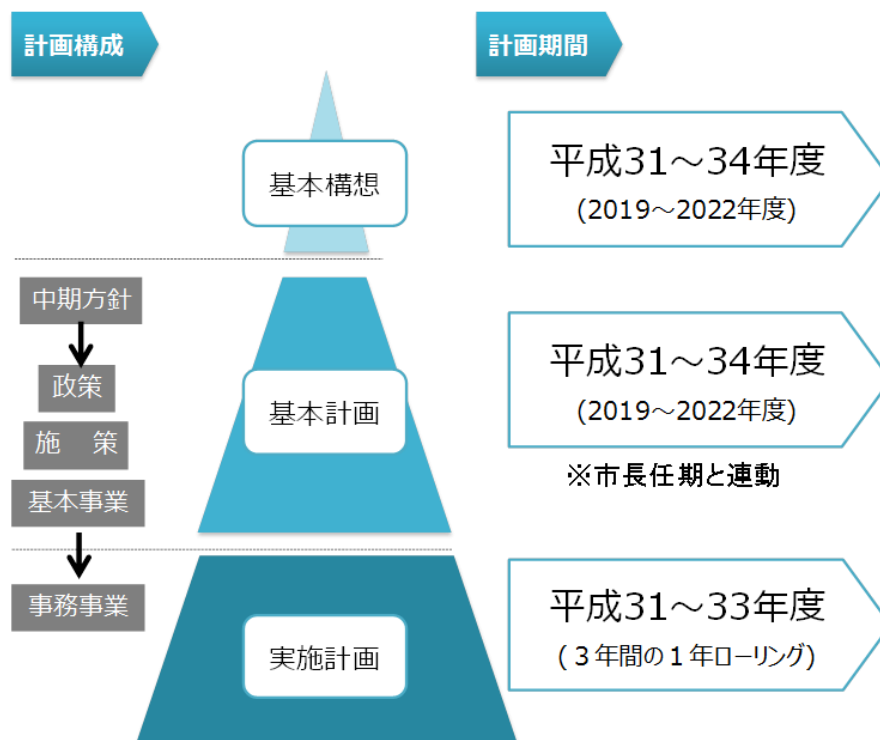 計画構成
計画期間
基本構想
平成31～34年度
(2019～2022年度)
中期方針
政策
施　策
基本事業
基本計画
平成31～34年度
(2019～2022年度)
※市長任期と連動
事務事業
実施計画
平成31～33年度
(３年間の１年ローリング)